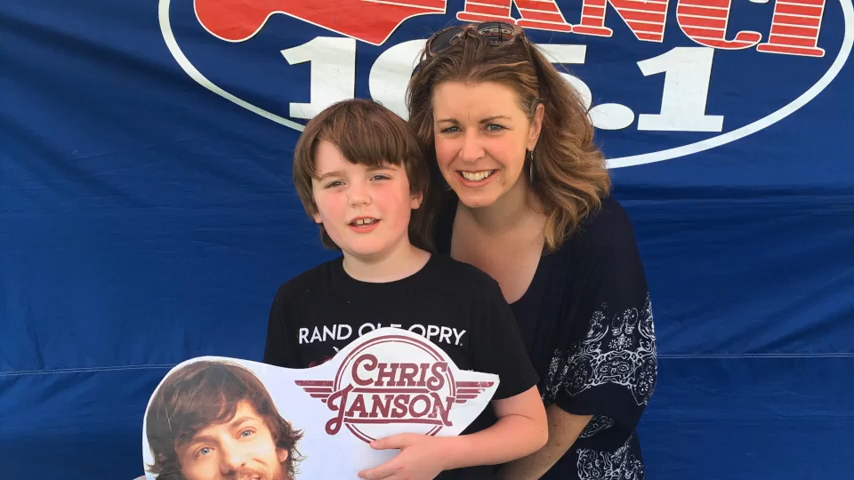 KNCI
105.1
RAND OLE OPRY.
CHRIS
JANSON